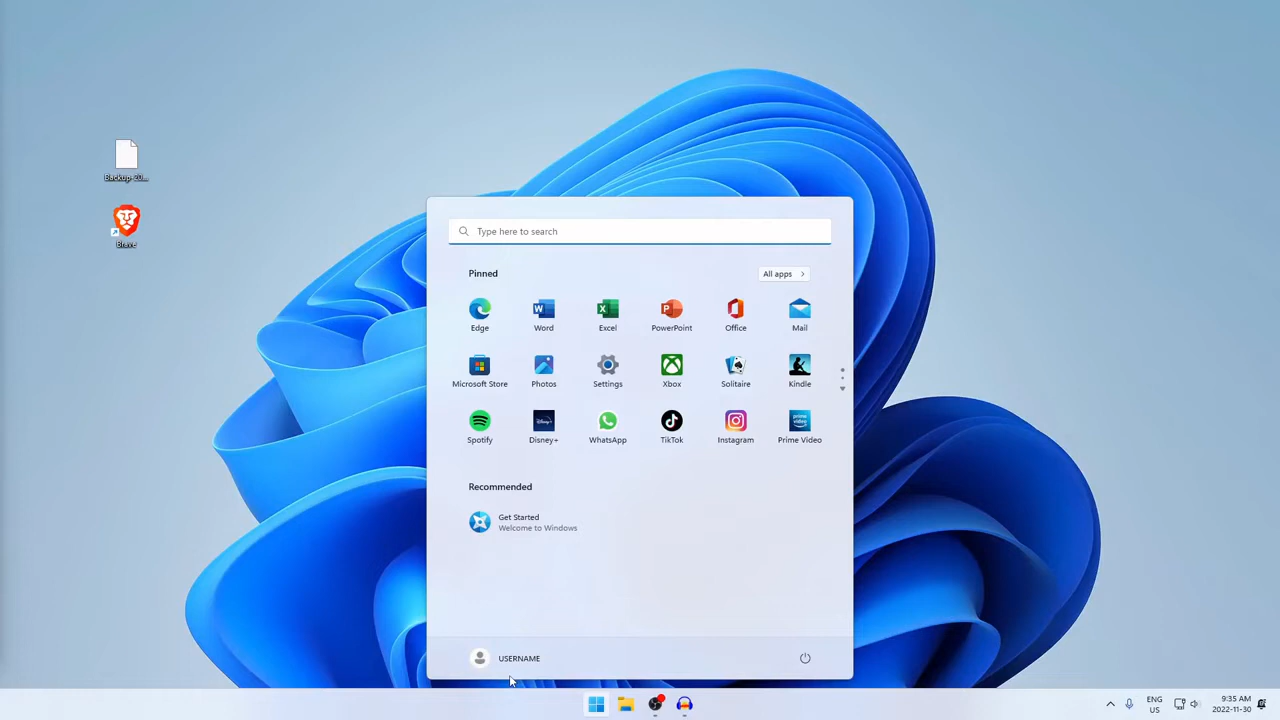 Backup-20...
Brave
Type here to search
Pinned
All apps
Edge
Word
Excel
PowerPoint
Office
Mail
Microsoft Store
Photos
Settings
Xbox
Solitaire
Kindle
Spotify
Disney+
WhatsApp
TikTok
Instagram
Prime Video
Recommended
Get Started
Welcome to Windows
USERNAME
ENG
US
9:35 AM
2022-11-30